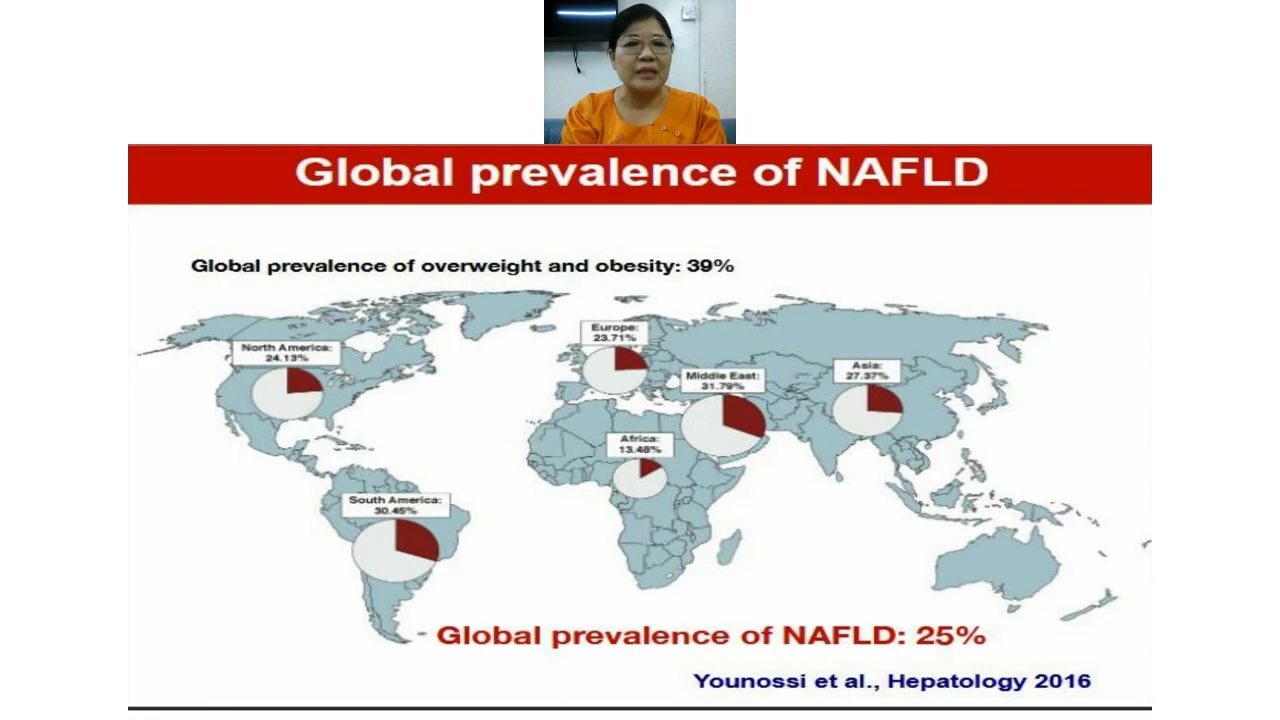 Global prevalence of NAFLD
Global prevalence of overweight and obesity: 39%
Europe:
23.71%
North America:
24.13%
Asia:
27.37%
Middle East:
31.79%
Africa:
13.48%
South America:
30.45%
Global prevalence of NAFLD: 25%
Younossi et al., Hepatology 2016